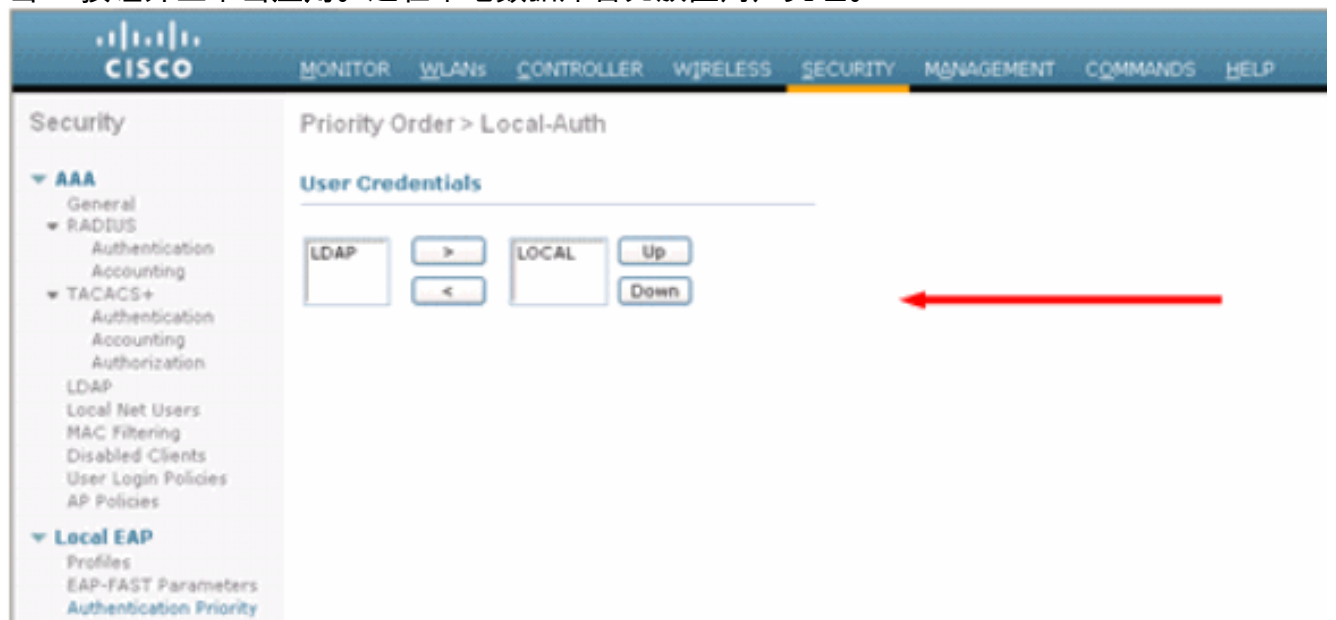 CISCO
MONITOR WLANs CONTROLLER WIRELESS SECURITY MANAGEMENT COMMANDS HELP
Security
AAA
General
RADIUS
Authentication
Accounting
TACACS+
Authentication
Accounting
Authorization
LDAP
Local Net Users
MAC Filtering
Disabled Clients
User Login Policies
AP Policies
Local EAP
Profiles
EAP-FAST Parameters
Authentication Priority
Priority Order > Local-Auth
User Credentials
LDAP > LOCAL Up
< Down